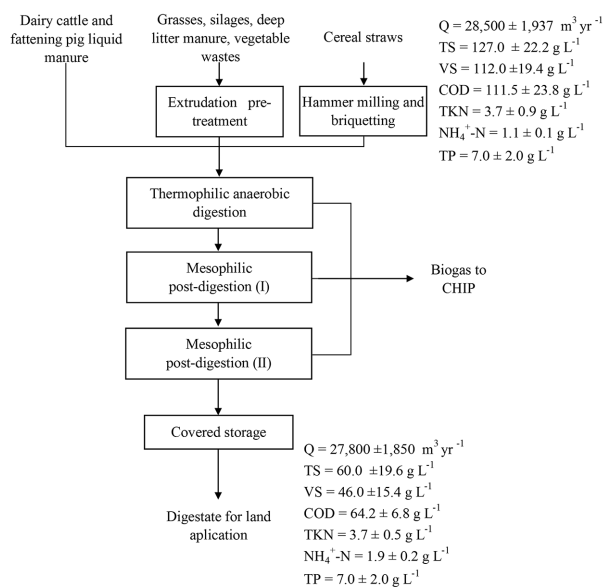 Dairy cattle and
fattening pig liquid
manure
Grasses, silages, deep
litter manure, vegetable
wastes
Cereal straws
Q = 28,500 ± 1,937 m³ yr⁻¹
TS = 127.0 ± 22.2 g L⁻¹
VS = 112.0 ±19.4 g L⁻¹
COD = 111.5 ± 23.8 g L⁻¹
TKN = 3.7 ± 0.9 g L⁻¹
NH₄⁺-N = 1.1 ± 0.1 g L⁻¹
TP = 7.0 ± 2.0 g L⁻¹
Extrudation pre-
treatment
Hammer milling and
briquetting
Thermophilic anaerobic
digestion
Mesophilic
post-digestion (I)
Biogas to
CHIP
Mesophilic
post-digestion (II)
Covered storage
Digestate for land
aplication
Q = 27,800 ±1,850 m³ yr⁻¹
TS = 60.0 ±19.6 g L⁻¹
VS = 46.0 ±15.4 g L⁻¹
COD = 64.2 ± 6.8 g L⁻¹
TKN = 3.7 ± 0.5 g L⁻¹
NH₄⁺-N = 1.9 ± 0.2 g L⁻¹
TP = 7.0 ± 2.0 g L⁻¹